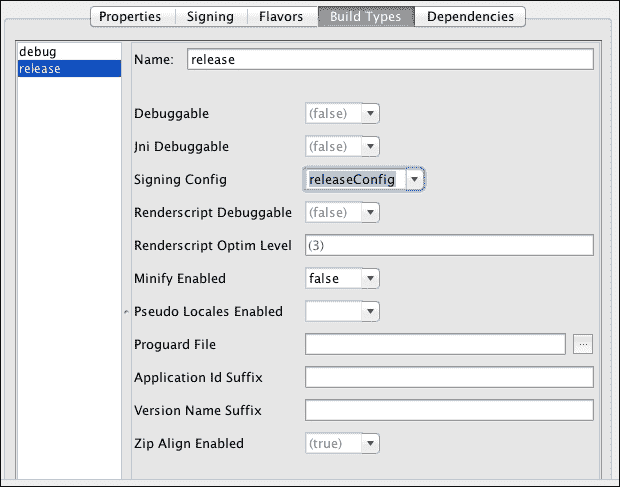 Properties Signing Flavors Build Types Dependencies
debug
release
Name: release
Debuggable (false)
Jni Debuggable (false)
Signing Config releaseConfig
Renderscript Debuggable (false)
Renderscript Optim Level (3)
Minify Enabled false
Pseudo Locales Enabled
Proguard File ...
Application Id Suffix
Version Name Suffix
Zip Align Enabled (true)